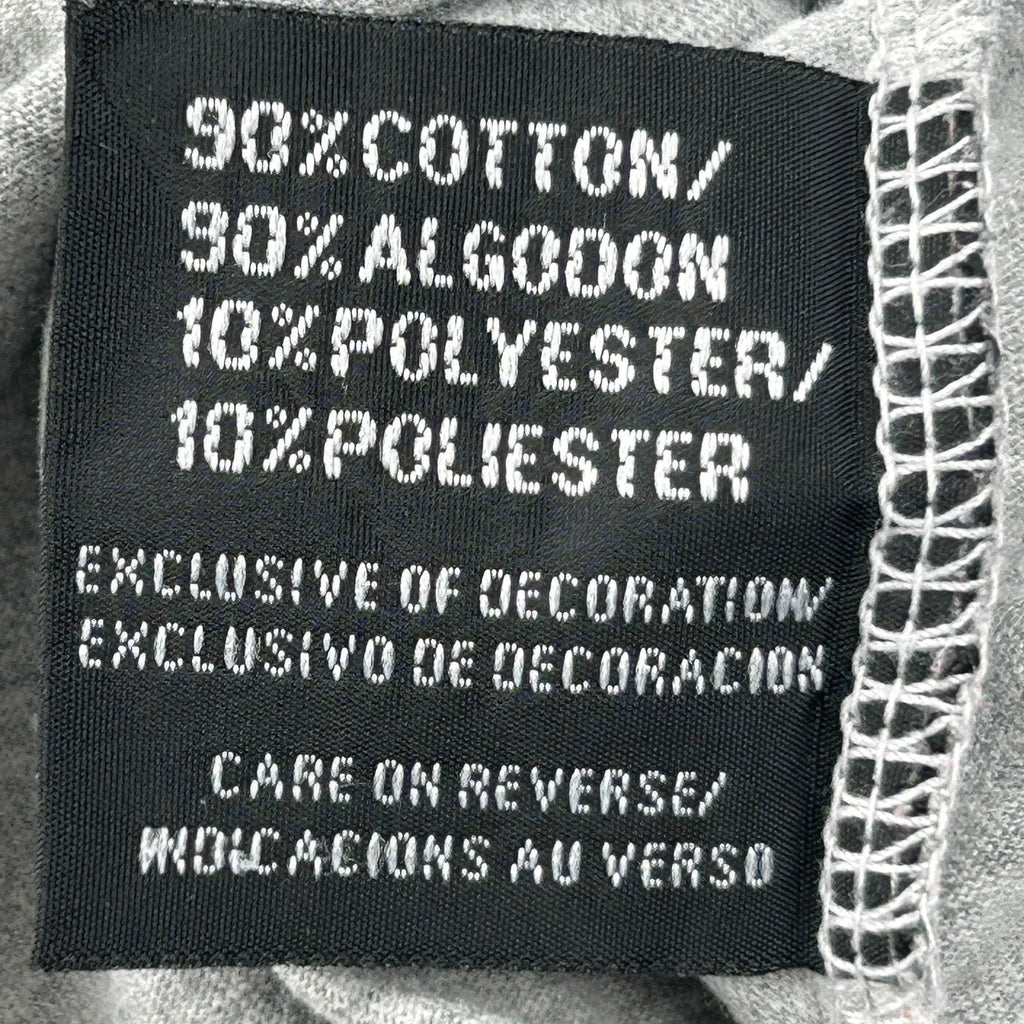 90%COTTON/
90%ALGODON
10%POLYESTER/
10%POLIESTER
EXCLUSIVE OF DECORATION/
EXCLUSIVO DE DECORACION
CARE ON REVERSE/
INDICACIONS AU VERSO